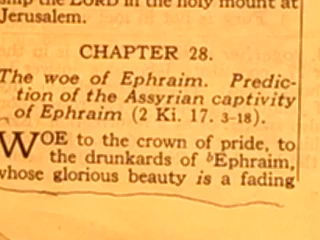 ship the LORD in the holy mount at
Jerusalem.
CHAPTER 28.
The woe of Ephraim. Predic-
tion of the Assyrian captivity
of Ephraim (2 Ki. 17. 3-18).
WOE to the crown of pride, to
the drunkards of bEphraim,
whose glorious beauty is a fading